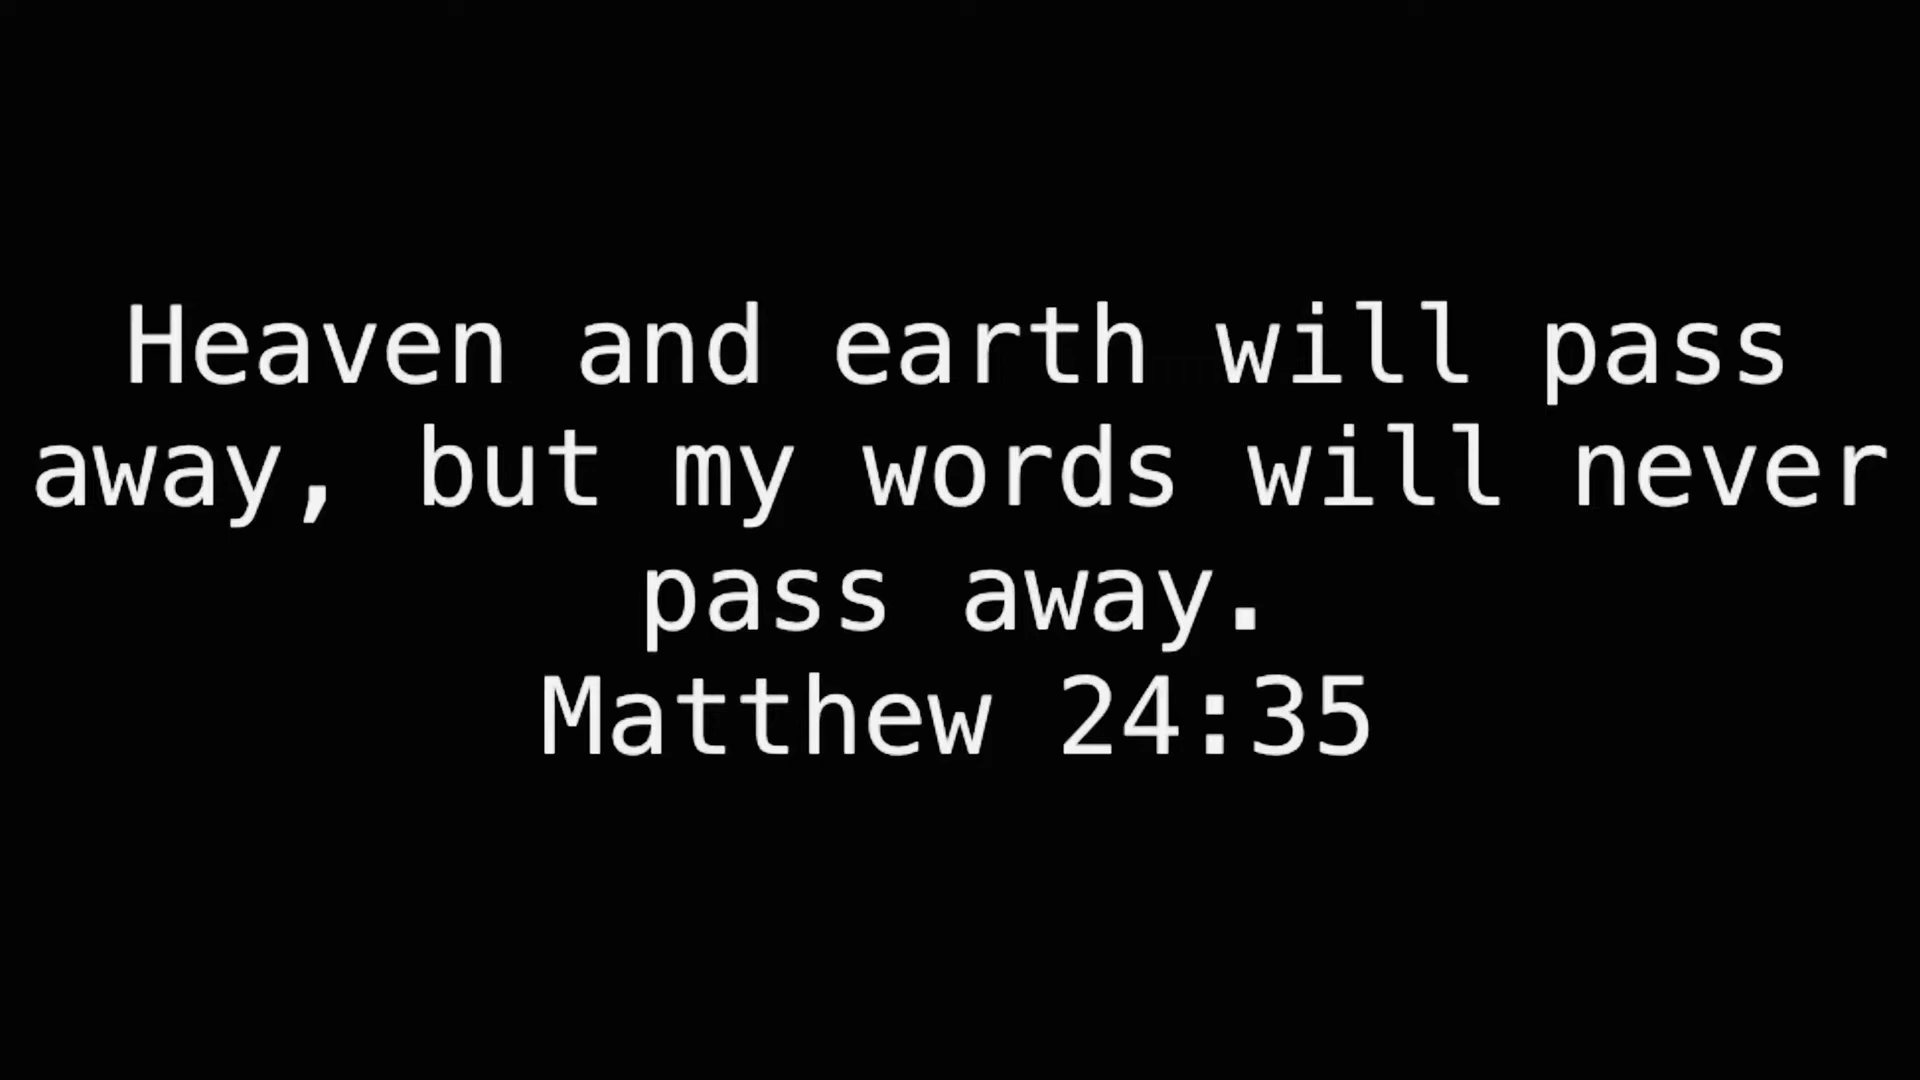 Heaven and earth will pass
away, but my words will never
pass away.
Matthew 24:35